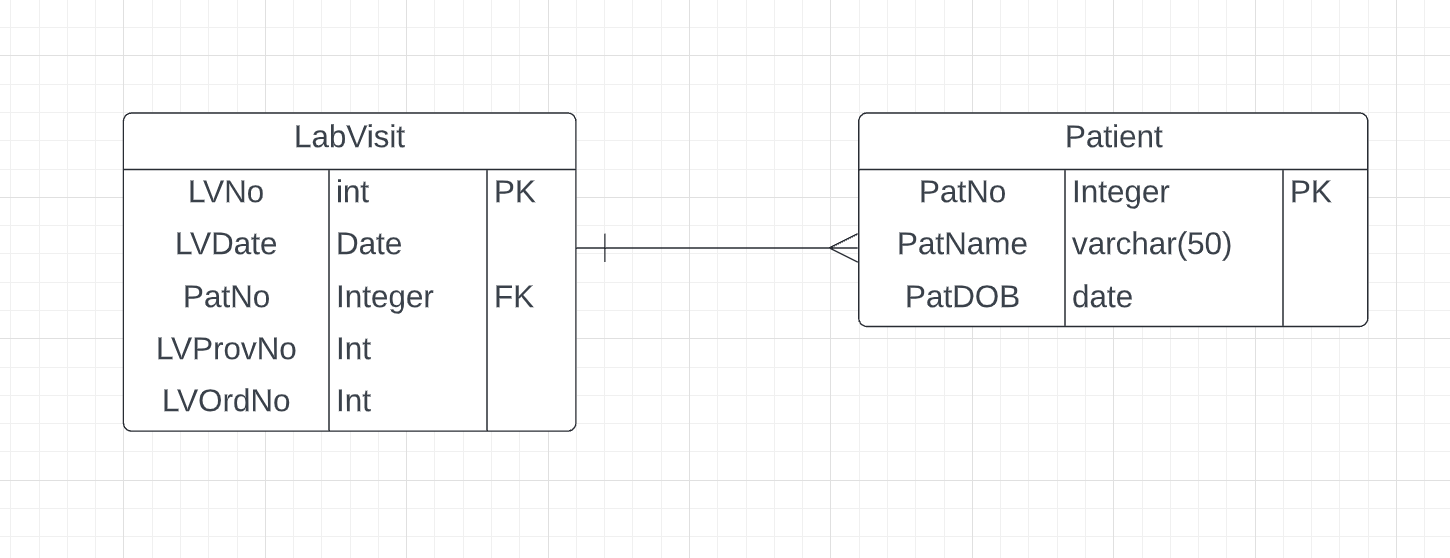 LabVisit
LVNo int PK
LVDate Date
PatNo Integer FK
LVProvNo Int
LVOrdNo Int
Patient
PatNo Integer PK
PatName varchar(50)
PatDOB date